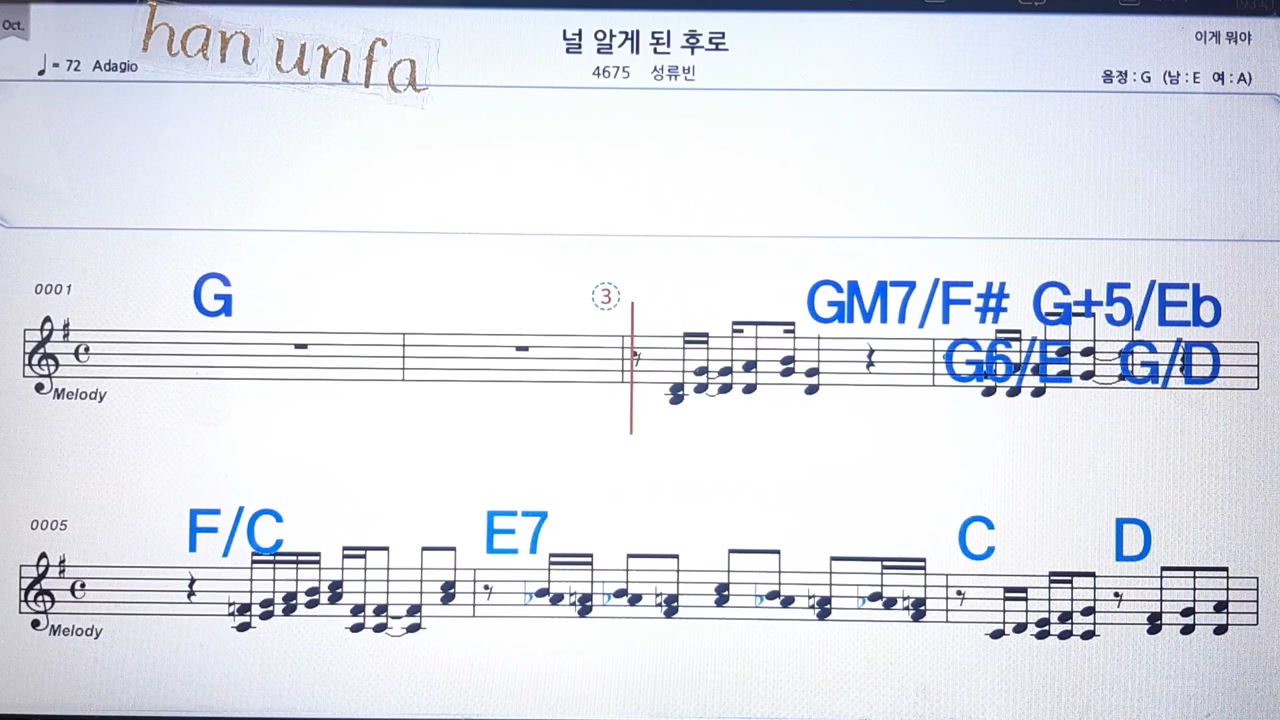 Oct.
han unfa
널 알게 된 후로
이게 뭐야
♩= 72 Adagio
4675 성류빈
음정 : G (남 : E 여 : A)
0001
G
3
GM7/F# G+5/Eb
G6/E G/D
Melody
0005
F/C E7 C D
Melody